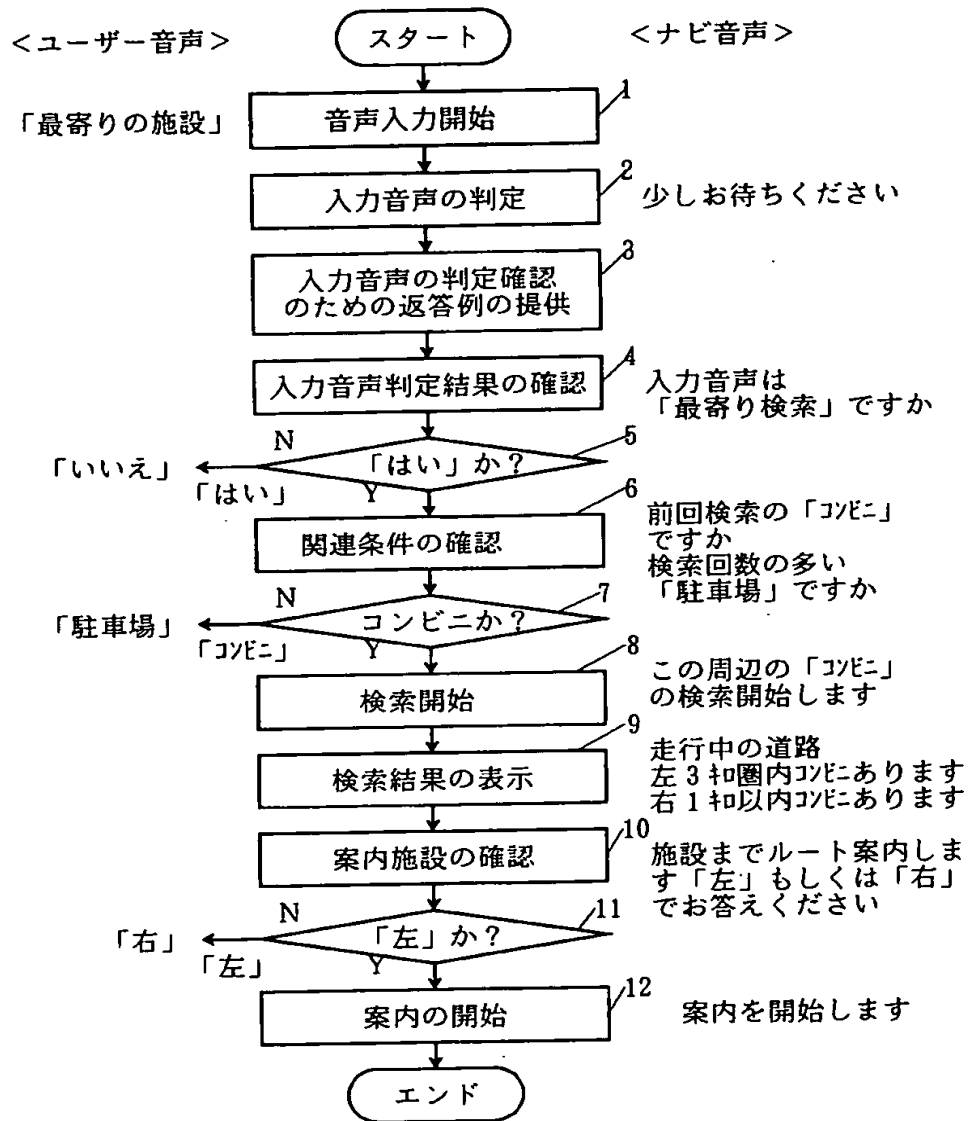 <ユーザー音声>
スタート
<ナビ音声>
「最寄りの施設」
音声入力開始
1
入力音声の判定
2
少しお待ちください
入力音声の判定確認
のための返答例の提供
3
入力音声判定結果の確認
4
入力音声は
「最寄り検索」ですか
「いいえ」
N
「はい」か?
5
「はい」
Y
関連条件の確認
6
前回検索の「ｺﾝﾋﾞﾆ」
ですか
検索回数の多い
「駐車場」ですか
「駐車場」
N
コンビニか?
7
「ｺﾝﾋﾞﾆ」
Y
検索開始
8
この周辺の「ｺﾝﾋﾞﾆ」
の検索開始します
検索結果の表示
9
走行中の道路
左3ｷﾛ圏内ｺﾝﾋﾞﾆあります
右1ｷﾛ以内ｺﾝﾋﾞﾆあります
案内施設の確認
10
施設までルート案内しま
す「左」もしくは「右」
でお答えください
「右」
N
「左」か?
11
「左」
Y
案内の開始
12
案内を開始します
エンド